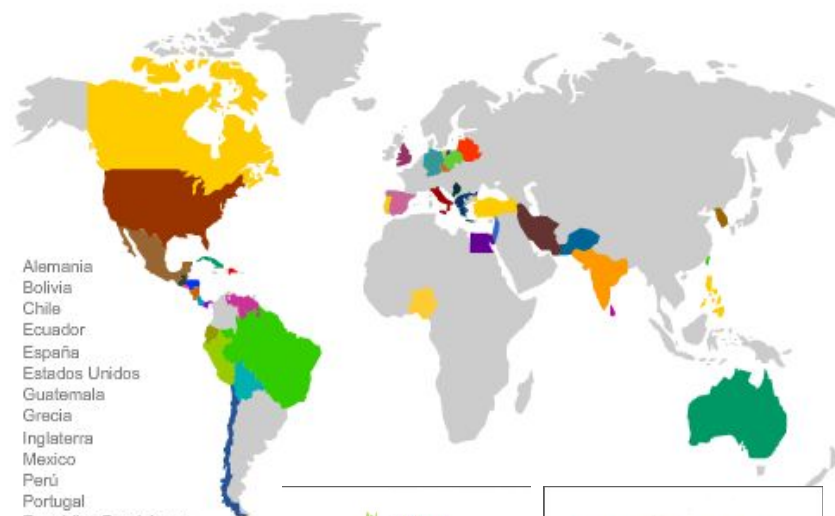 Alemania
Bolivia
Chile
Ecuador
España
Estados Unidos
Guatemala
Grecia
Inglaterra
Mexico
Perú
Portugal